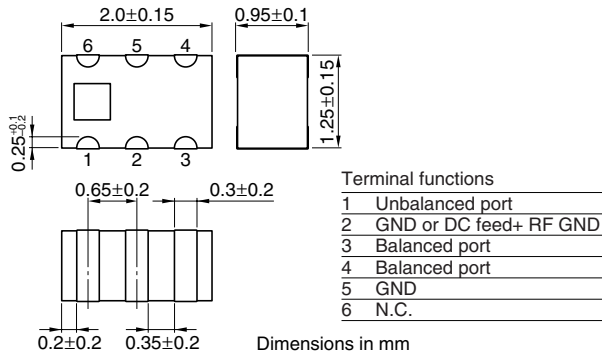 2.0±0.15
0.95±0.1
6 5 4
1.25±0.15
0.25+0.1 -0.2
1 2 3
0.65±0.2
0.3±0.2
0.2±0.2
0.35±0.2
Dimensions in mm
Terminal functions
1 Unbalanced port
2 GND or DC feed+ RF GND
3 Balanced port
4 Balanced port
5 GND
6 N.C.